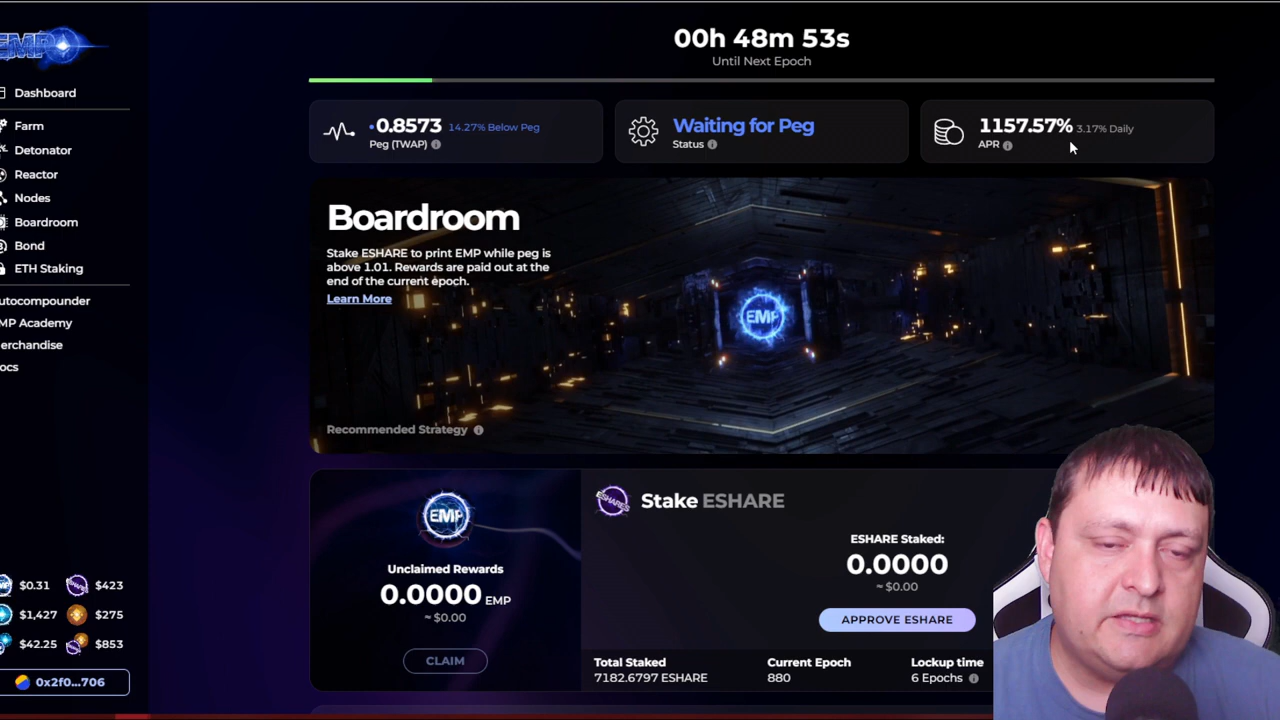 EMP
Dashboard
Farm
Detonator
Reactor
Nodes
Boardroom
Bond
ETH Staking
utocompounder
MP Academy
erchandise
ocs
$0.31 $423
$1,427 $275
$42.25 $853
0x2f0...706
00h 48m 53s
Until Next Epoch
0.8573 14.27% Below Peg
Peg (TWAP)
Waiting for Peg
Status
1157.57% 3.17% Daily
APR
Boardroom
Stake ESHARE to print EMP while peg is
above 1.01. Rewards are paid out at the
end of the current epoch.
Learn More
EMP
Recommended Strategy
EMP
Unclaimed Rewards
0.0000 EMP
≈ $0.00
CLAIM
ESHARES
Stake ESHARE
ESHARE Staked:
0.0000
≈ $0.00
APPROVE ESHARE
Total Staked
7182.6797 ESHARE
Current Epoch
880
Lockup time
6 Epochs